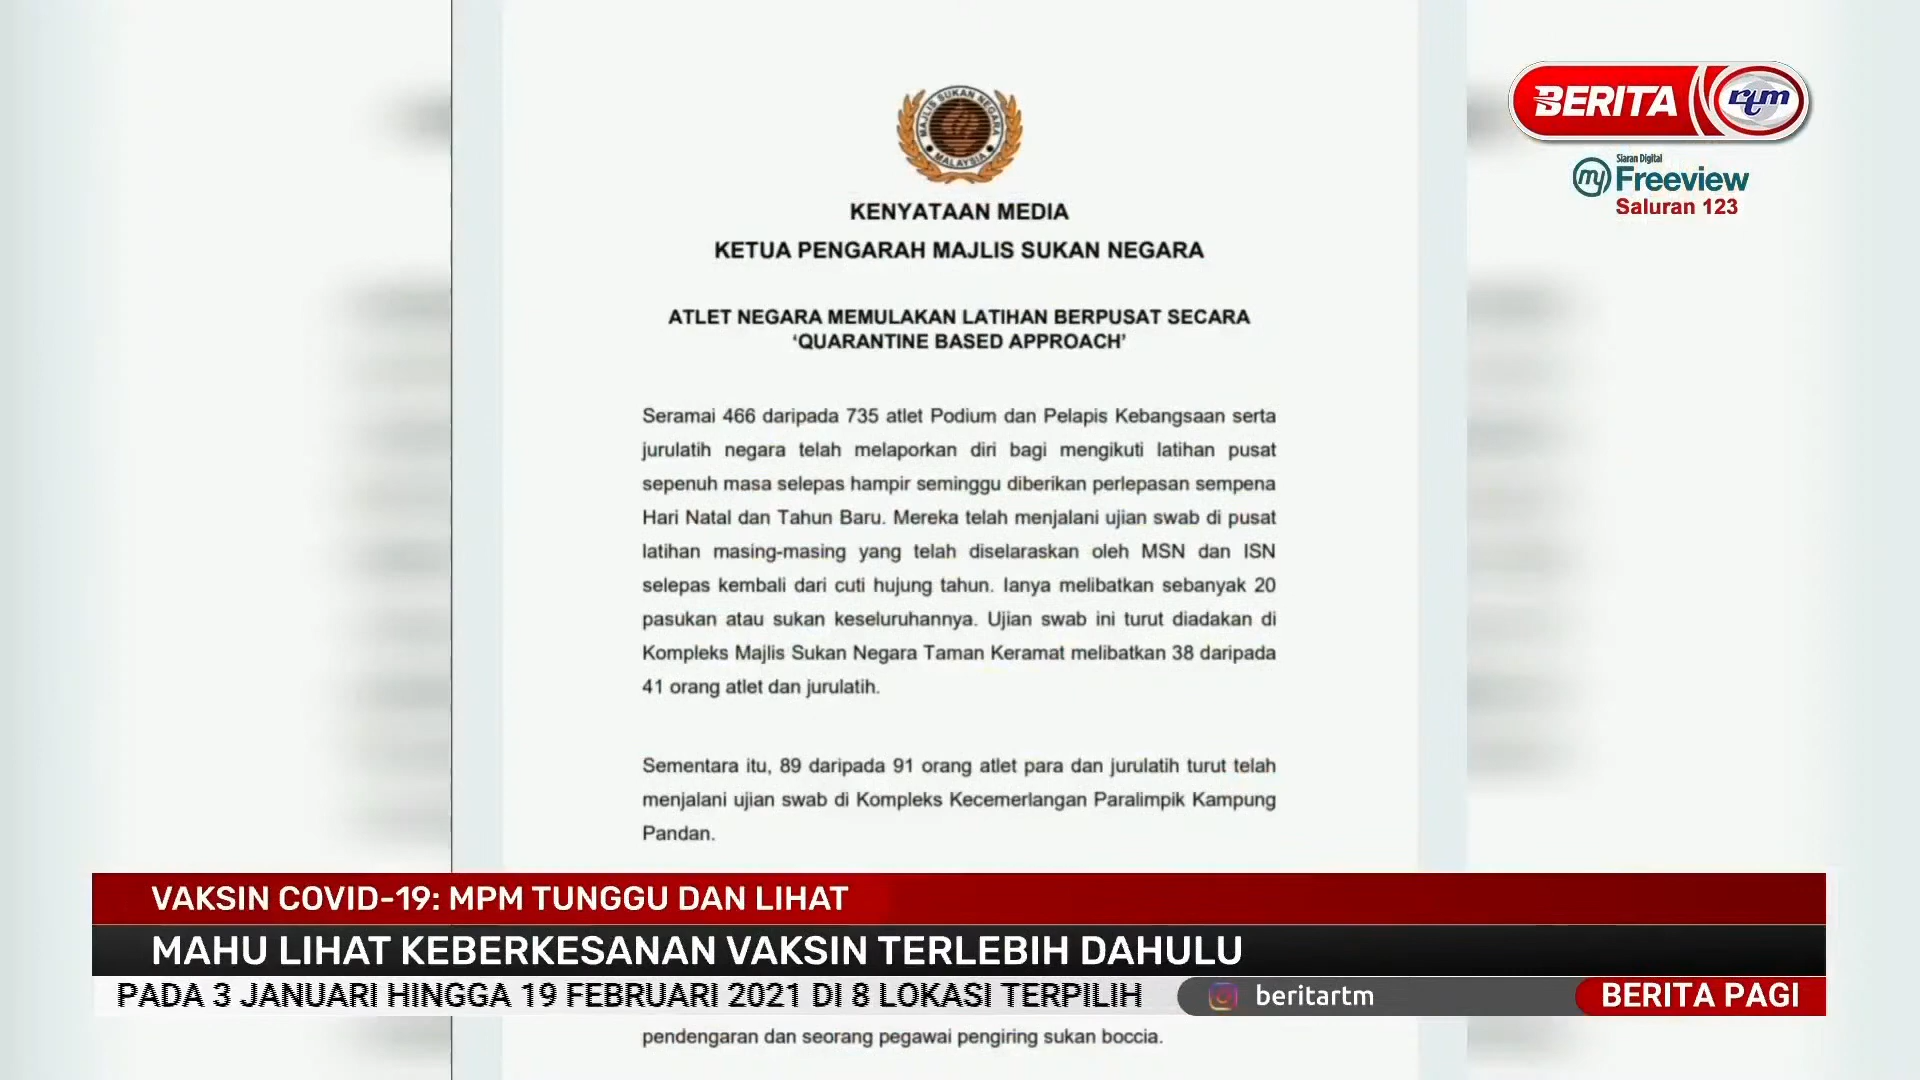 BERITA rtm
Siaran Digital
my Freeview
Saluran 123
MAJLIS SUKAN NEGARA
MALAYSIA
KENYATAAN MEDIA
KETUA PENGARAH MAJLIS SUKAN NEGARA
ATLET NEGARA MEMULAKAN LATIHAN BERPUSAT SECARA
‘QUARANTINE BASED APPROACH’
Seramai 466 daripada 735 atlet Podium dan Pelapis Kebangsaan serta
jurulatih negara telah melaporkan diri bagi mengikuti latihan pusat
sepenuh masa selepas hampir seminggu diberikan perlepasan sempena
Hari Natal dan Tahun Baru. Mereka telah menjalani ujian swab di pusat
latihan masing-masing yang telah diselaraskan oleh MSN dan ISN
selepas kembali dari cuti hujung tahun. Ianya melibatkan sebanyak 20
pasukan atau sukan keseluruhannya. Ujian swab ini turut diadakan di
Kompleks Majlis Sukan Negara Taman Keramat melibatkan 38 daripada
41 orang atlet dan jurulatih.
Sementara itu, 89 daripada 91 orang atlet para dan jurulatih turut telah
menjalani ujian swab di Kompleks Kecemerlangan Paralimpik Kampung
Pandan.
VAKSIN COVID-19: MPM TUNGGU DAN LIHAT
MAHU LIHAT KEBERKESANAN VAKSIN TERLEBIH DAHULU
PADA 3 JANUARI HINGGA 19 FEBRUARI 2021 DI 8 LOKASI TERPILIH
beritartm
BERITA PAGI
pendengaran dan seorang pegawai pengiring sukan boccia.